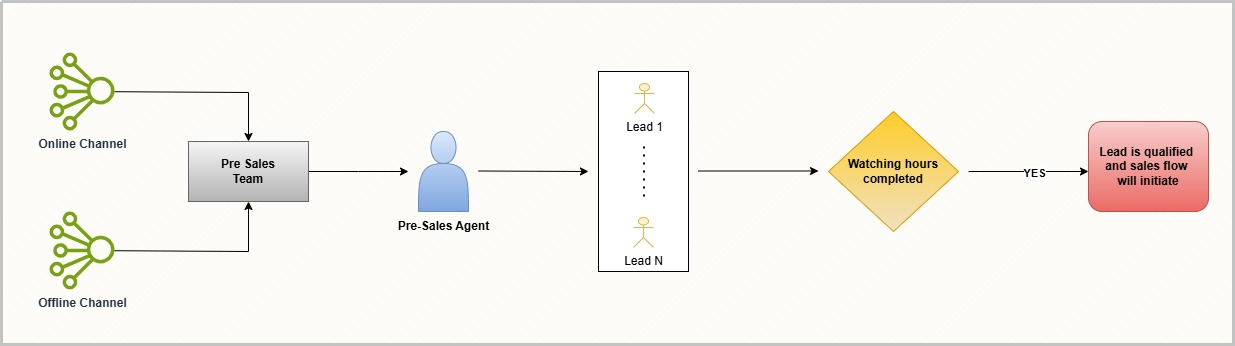 Online Channel
Offline Channel
Pre Sales
Team
Pre-Sales Agent
Lead 1
Lead N
Watching hours
completed
YES
Lead is qualified
and sales flow
will initiate